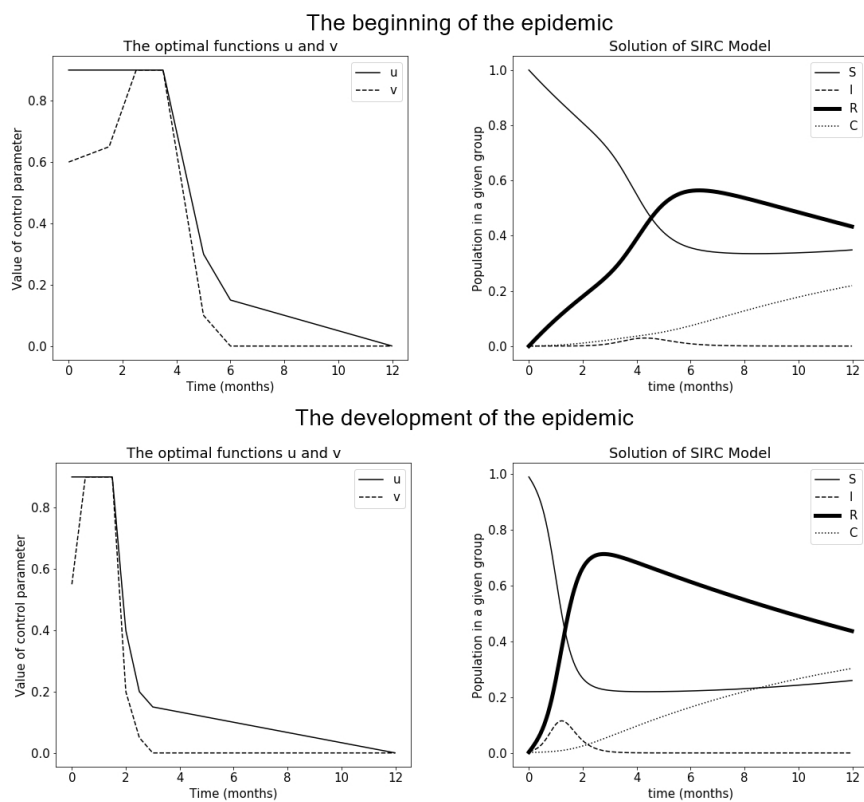 The beginning of the epidemic
The optimal functions u and v
Value of control parameter
0.0
0.2
0.4
0.6
0.8
0 2 4 6 8 10 12
Time (months)
u
v
Solution of SIRC Model
Population in a given group
0.0
0.2
0.4
0.6
0.8
1.0
0 2 4 6 8 10 12
time (months)
S
I
R
C
The development of the epidemic
The optimal functions u and v
Value of control parameter
0.0
0.2
0.4
0.6
0.8
0 2 4 6 8 10 12
Time (months)
u
v
Solution of SIRC Model
Population in a given group
0.0
0.2
0.4
0.6
0.8
1.0
0 2 4 6 8 10 12
time (months)
S
I
R
C